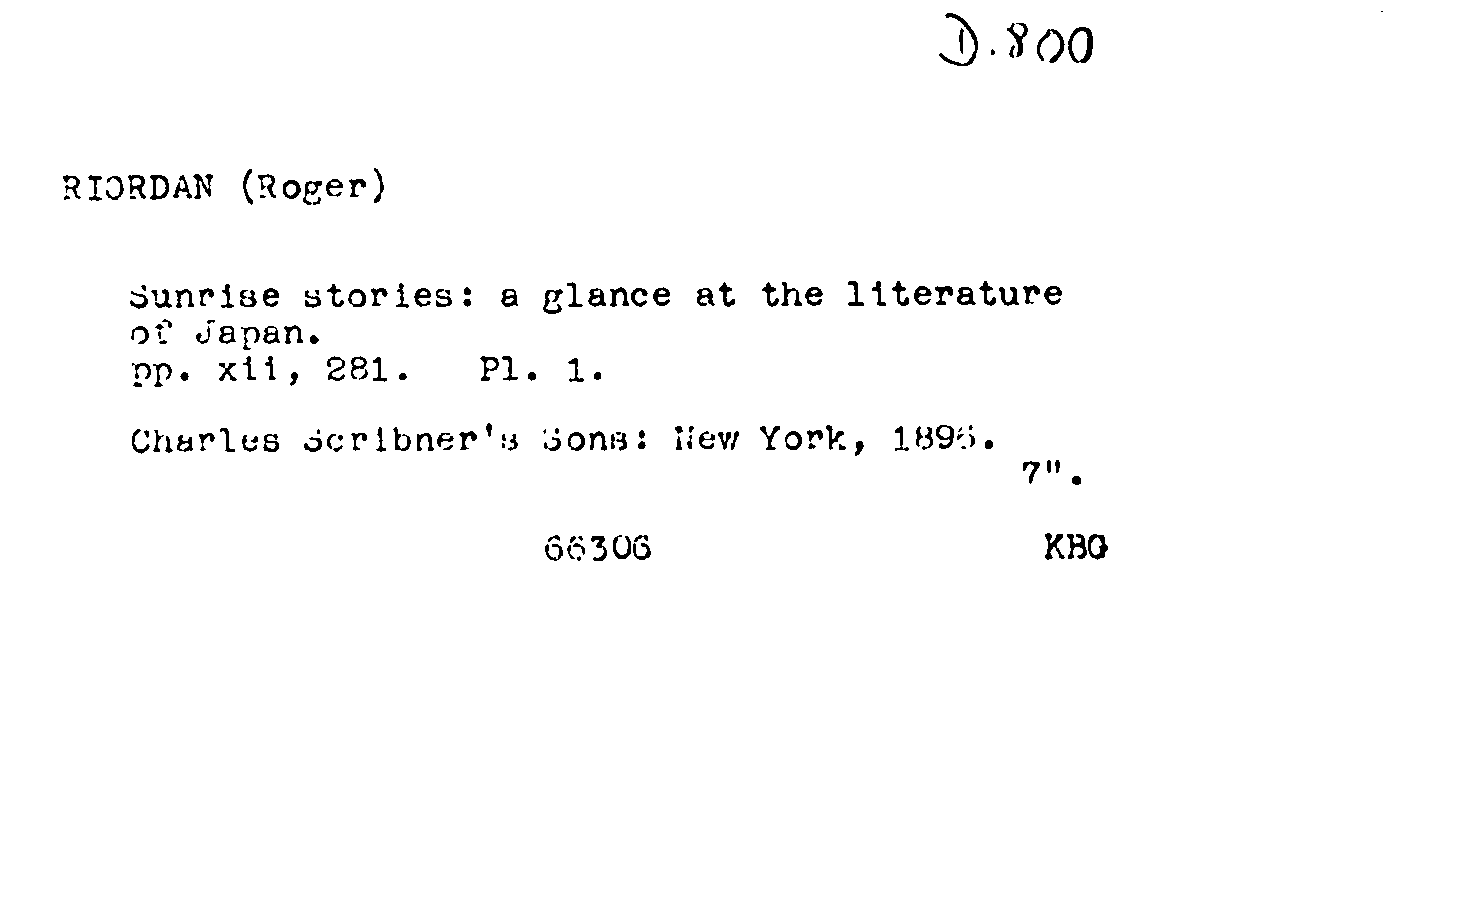 D.800
RIORDAN (Roger)
Sunrise stories: a glance at the literature
of Japan.
pp. xii, 281. Pl. 1.
Charles Scribner's Sons: New York, 1896.
7".
66306 KBG